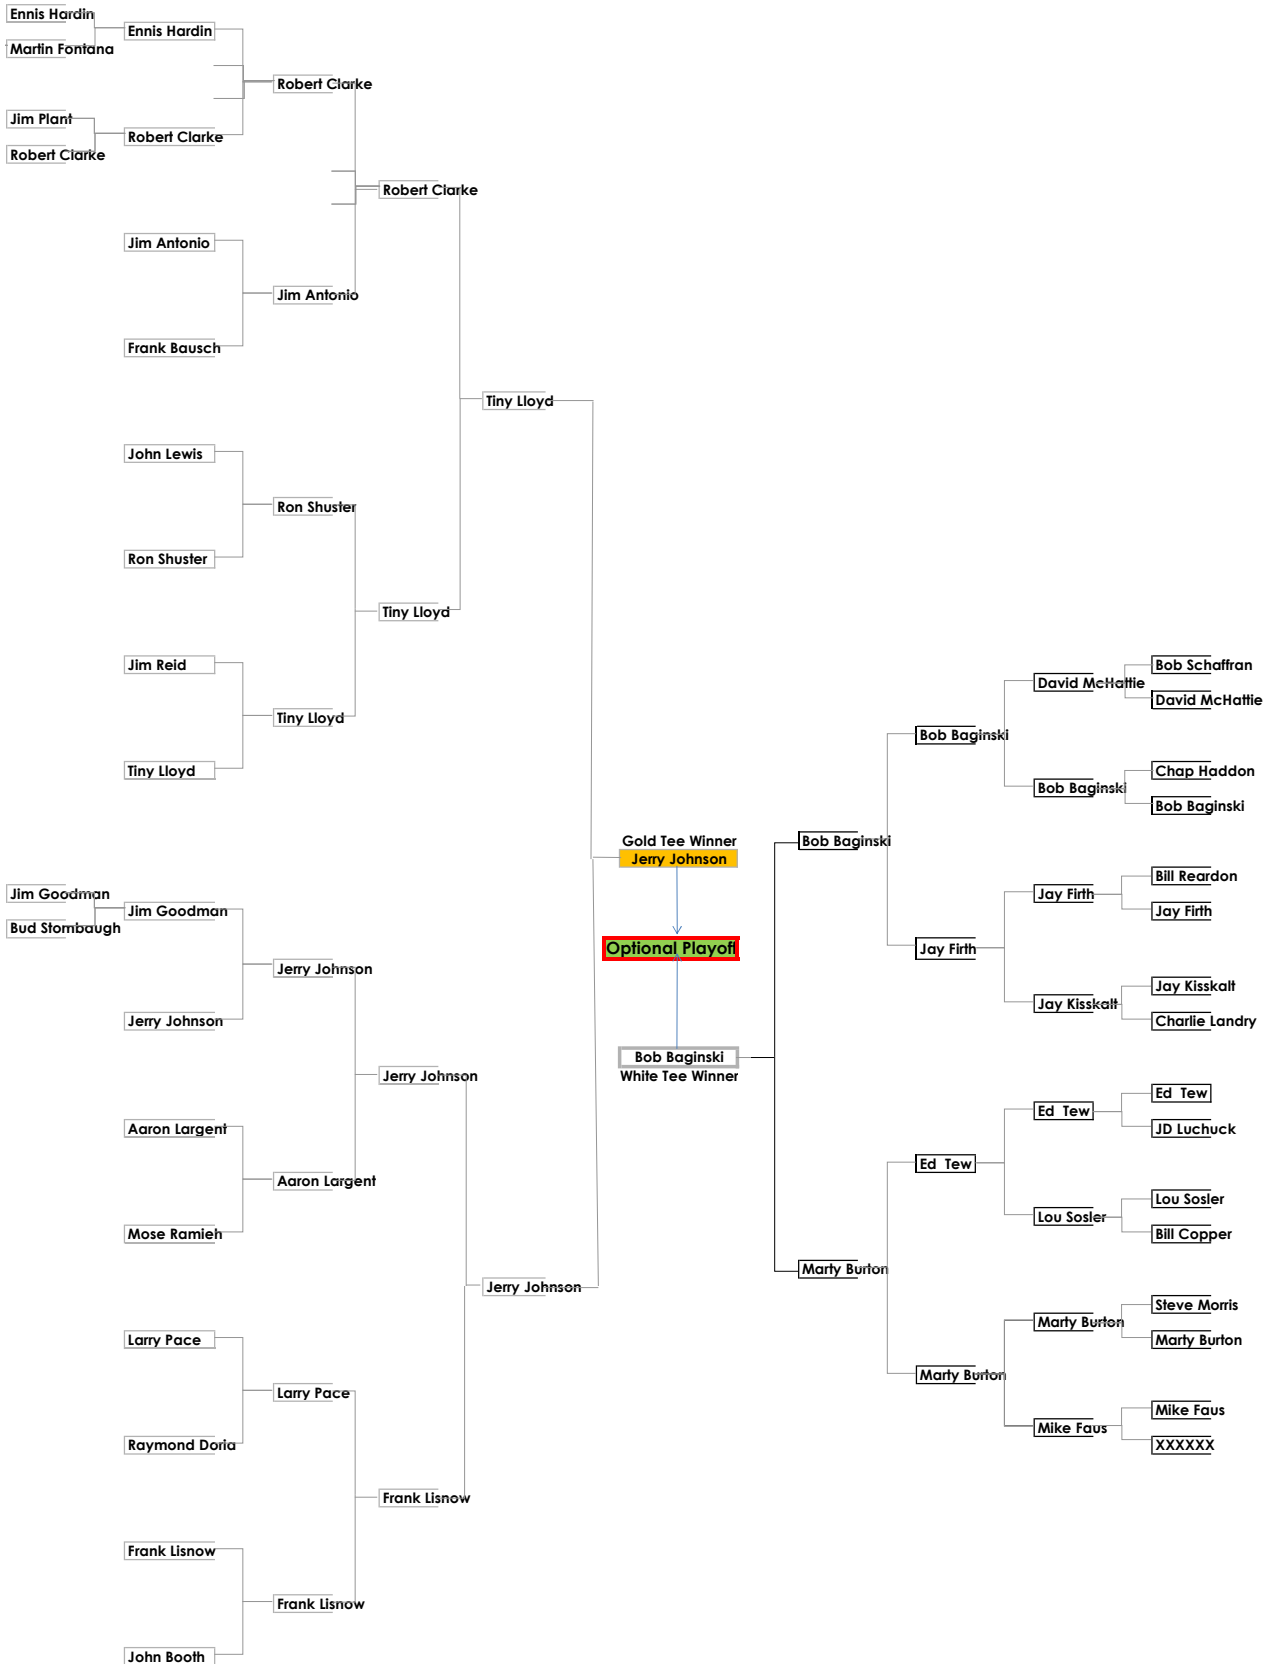 Ennis Hardin
Ennis Hardin
Martin Fontana
Robert Clarke
Jim Plant
Robert Clarke
Robert Clarke
Robert Clarke
Jim Antonio
Jim Antonio
Frank Bausch
Tiny Lloyd
John Lewis
Ron Shuster
Ron Shuster
Tiny Lloyd
Jim Reid
Tiny Lloyd
Tiny Lloyd
Bob Schaffran
David McHattie
David McHattie
Bob Baginski
Chap Haddon
Bob Baginski
Bob Baginski
Gold Tee Winner
Bob Baginski
Jerry Johnson
Bill Reardon
Jay Firth
Jay Firth
Optional Playoff
Jay Firth
Jay Kisskalt
Jay Kisskalt
Charlie Landry
Jim Goodman
Jim Goodman
Bud Stombaugh
Jerry Johnson
Jerry Johnson
Bob Baginski
White Tee Winner
Jerry Johnson
Ed Tew
Ed Tew
JD Luchuck
Aaron Largent
Ed Tew
Aaron Largent
Lou Sosler
Lou Sosler
Bill Copper
Mose Ramieh
Marty Burton
Jerry Johnson
Steve Morris
Marty Burton
Marty Burton
Larry Pace
Marty Burton
Larry Pace
Mike Faus
Mike Faus
XXXXXX
Raymond Doria
Frank Lisnow
Frank Lisnow
Frank Lisnow
John Booth